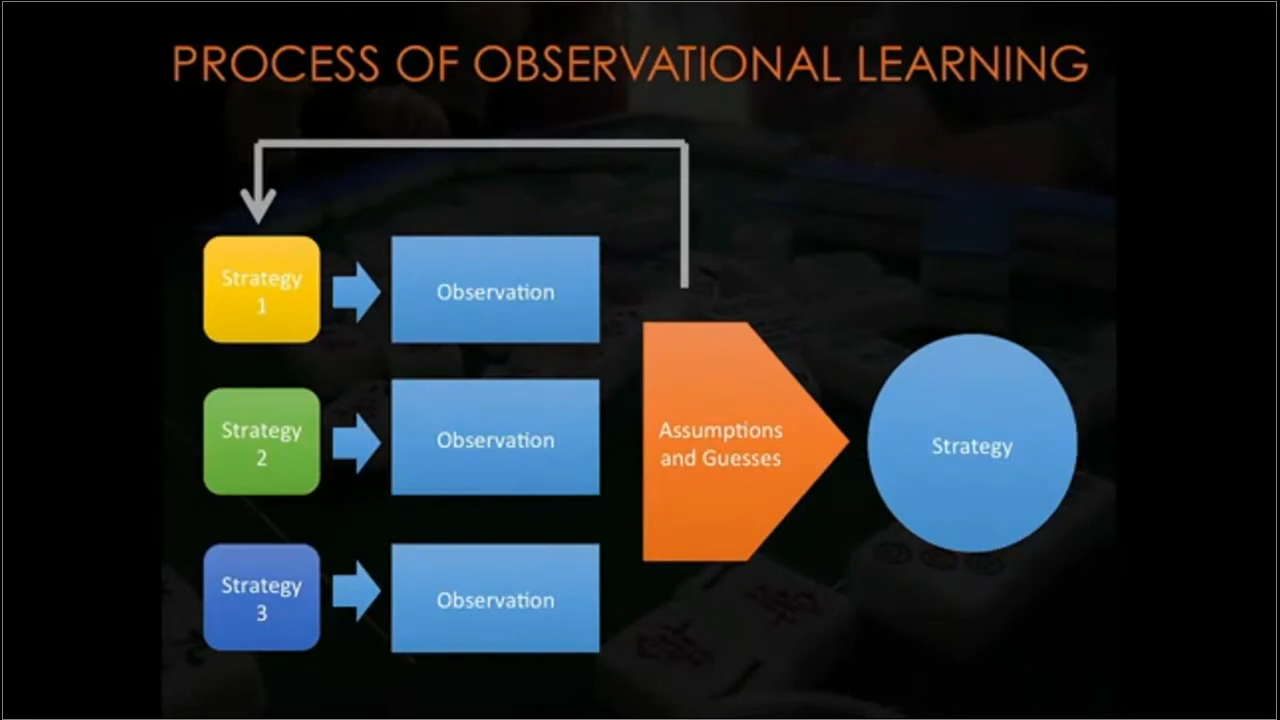 PROCESS OF OBSERVATIONAL LEARNING
Strategy
1
Observation
Strategy
2
Observation
Strategy
3
Observation
Assumptions
and Guesses
Strategy